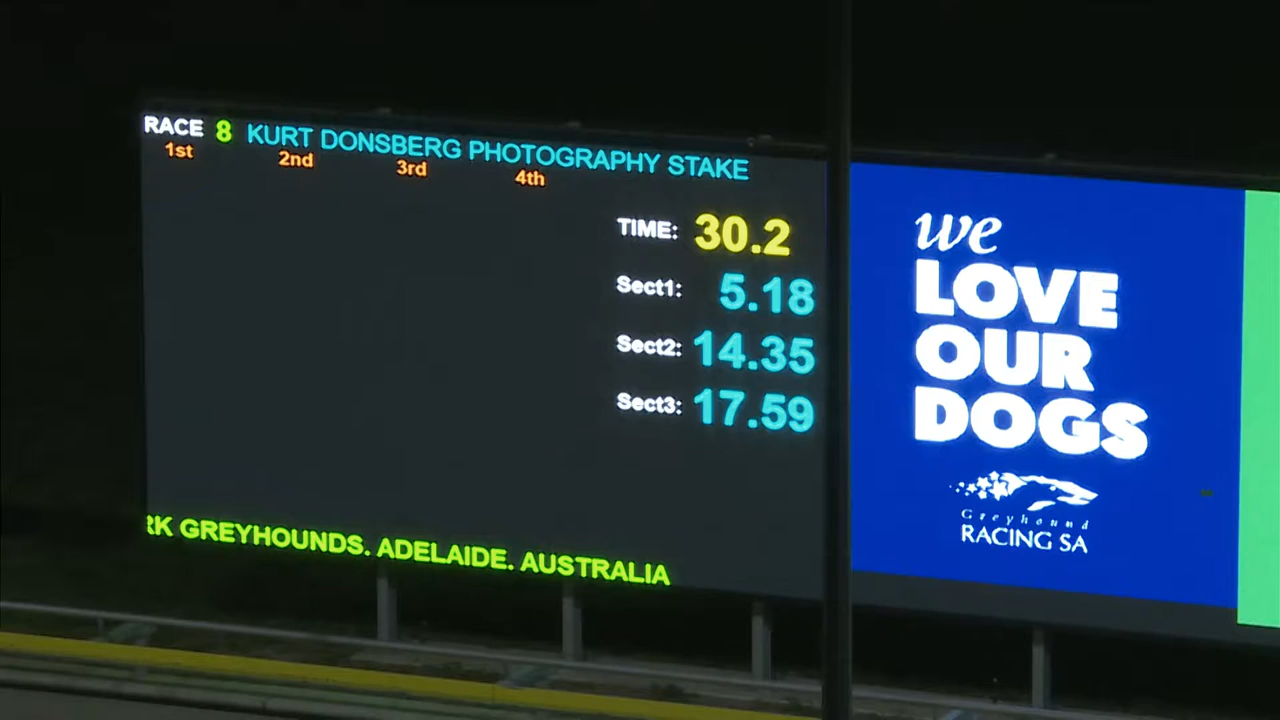 RACE 8 KURT DONSBERG PHOTOGRAPHY STAKE
1st 2nd 3rd 4th
TIME: 30.2
Sect1: 5.18
Sect2: 14.35
Sect3: 17.59
RK GREYHOUNDS. ADELAIDE. AUSTRALIA
we
LOVE
OUR
DOGS
Greyhound
RACING SA